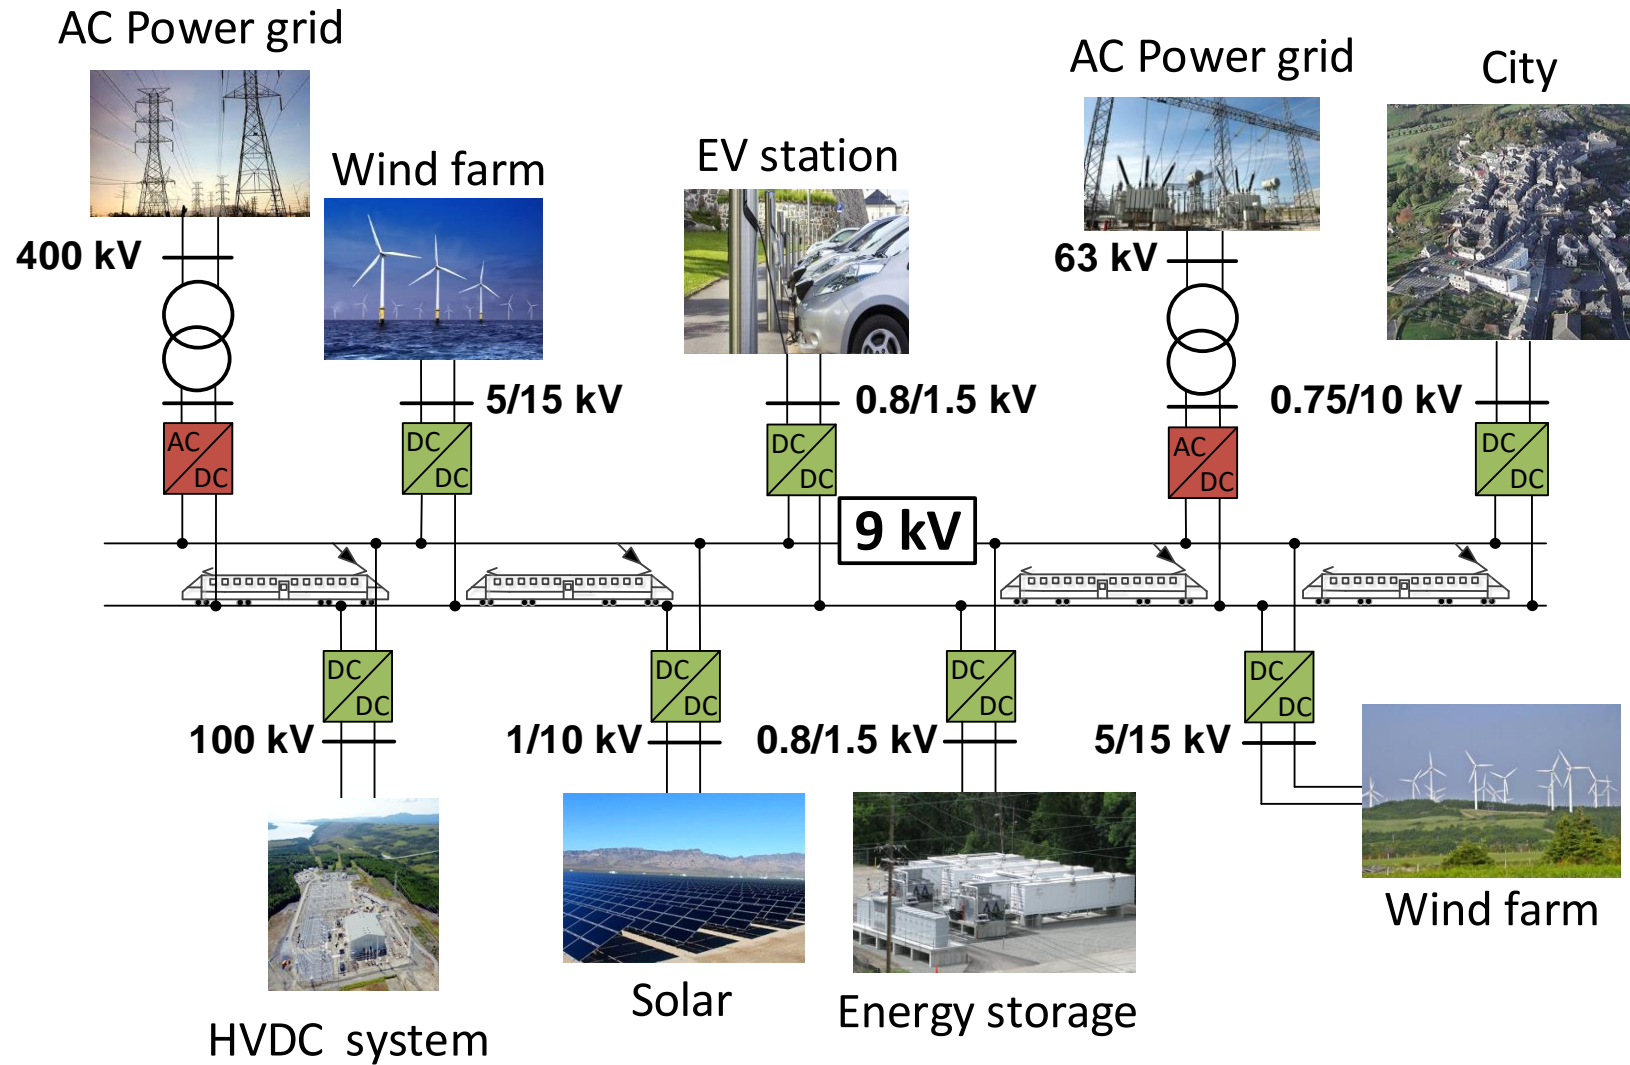 AC Power grid
AC Power grid
City
Wind farm
EV station
400 kV
63 kV
5/15 kV
0.8/1.5 kV
0.75/10 kV
AC
DC
DC
DC
DC
DC
AC
DC
DC
DC
9 kV
DC
DC
DC
DC
DC
DC
DC
DC
100 kV
1/10 kV
0.8/1.5 kV
5/15 kV
Wind farm
Solar
Energy storage
HVDC system